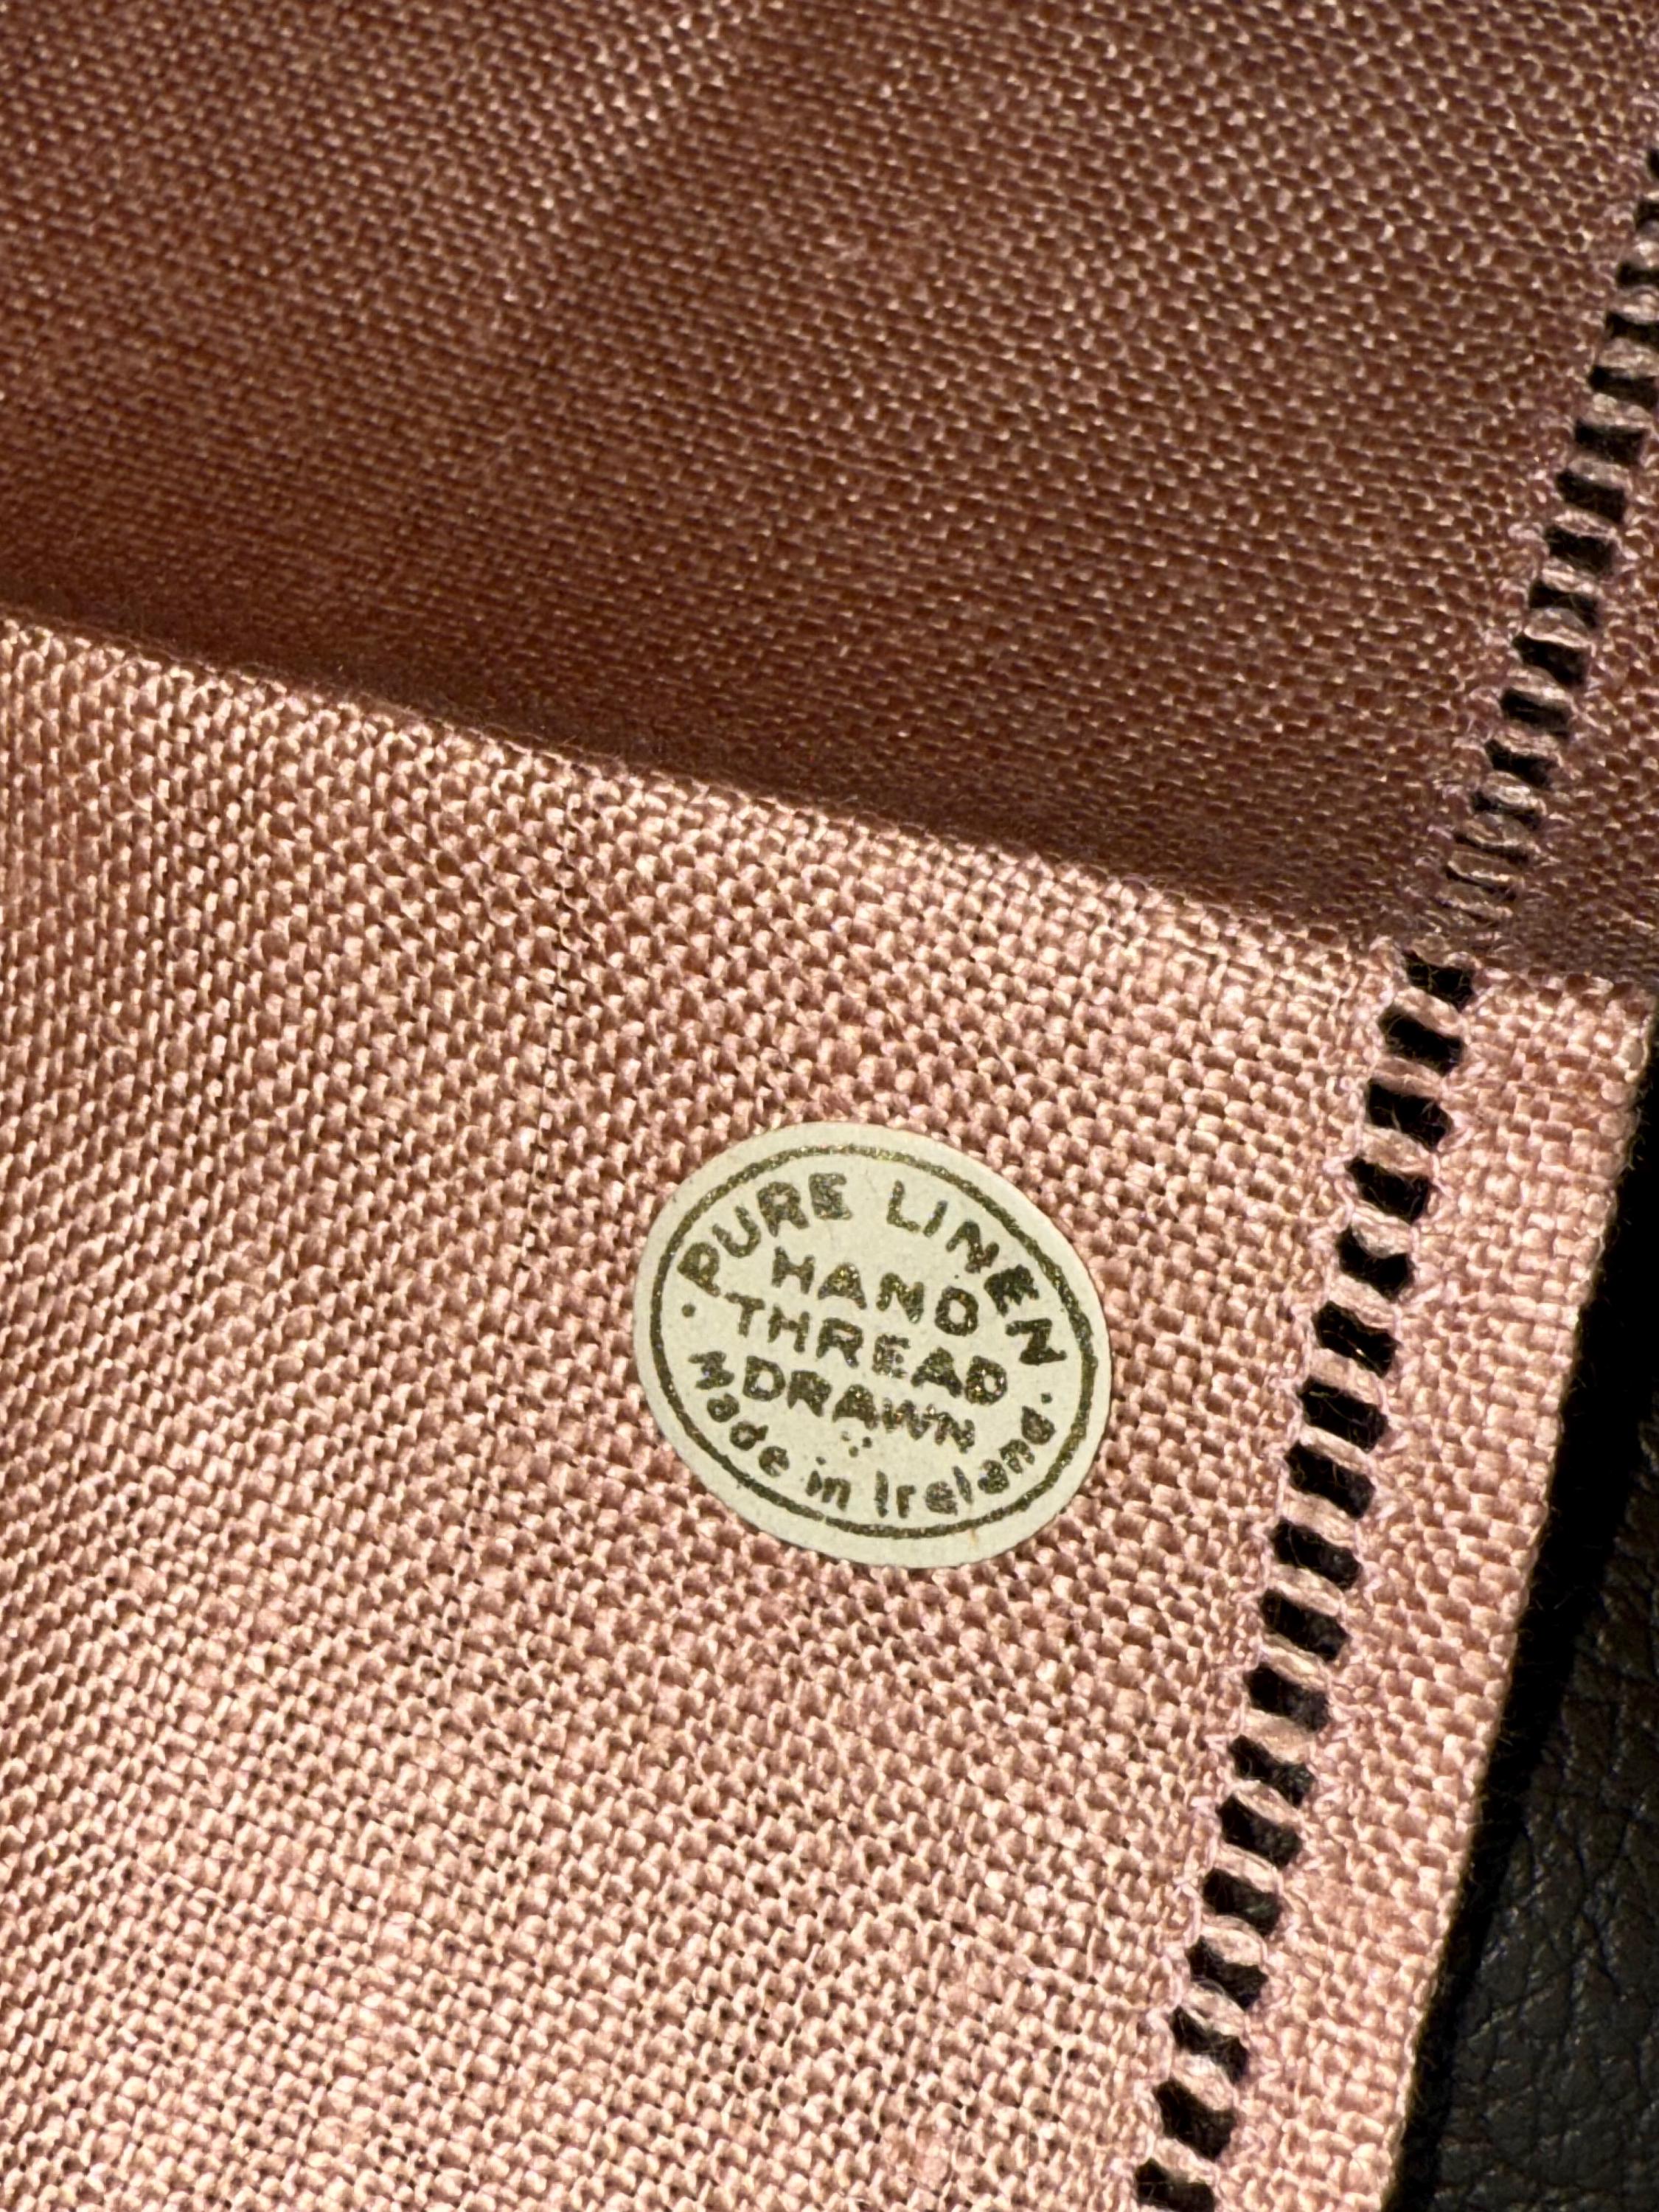 PURE LINEN
HAND
THREAD
DRAWN
Made in Ireland